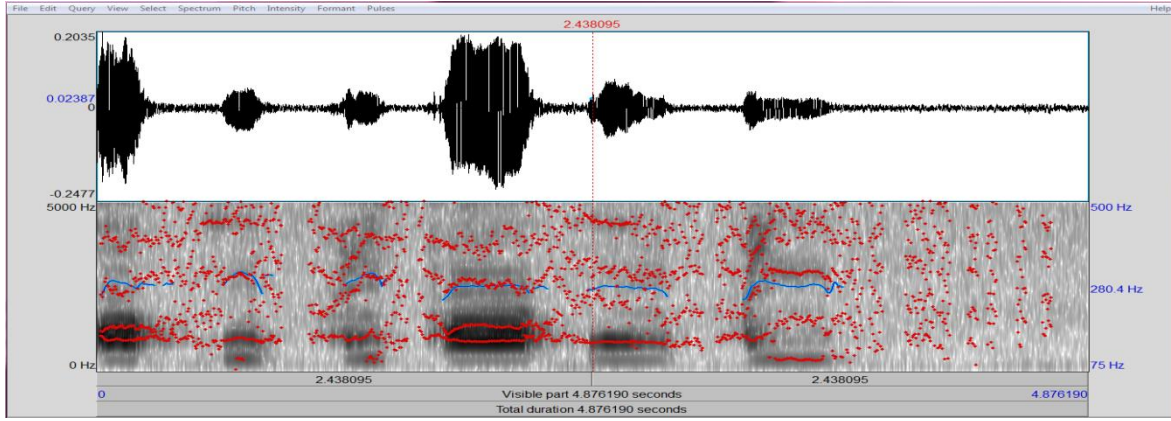 File Edit Query View Select Spectrum Pitch Intensity Formant Pulses Help
2.438095
0.2035
0.02387
0
-0.2477
5000 Hz 500 Hz
280.4 Hz
0 Hz 75 Hz
2.438095 2.438095
0 Visible part 4.876190 seconds 4.876190
Total duration 4.876190 seconds